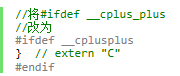 //将#ifdef __cplus_plus
//改为
#ifdef __cplusplus
}  // extern "C"
#endif